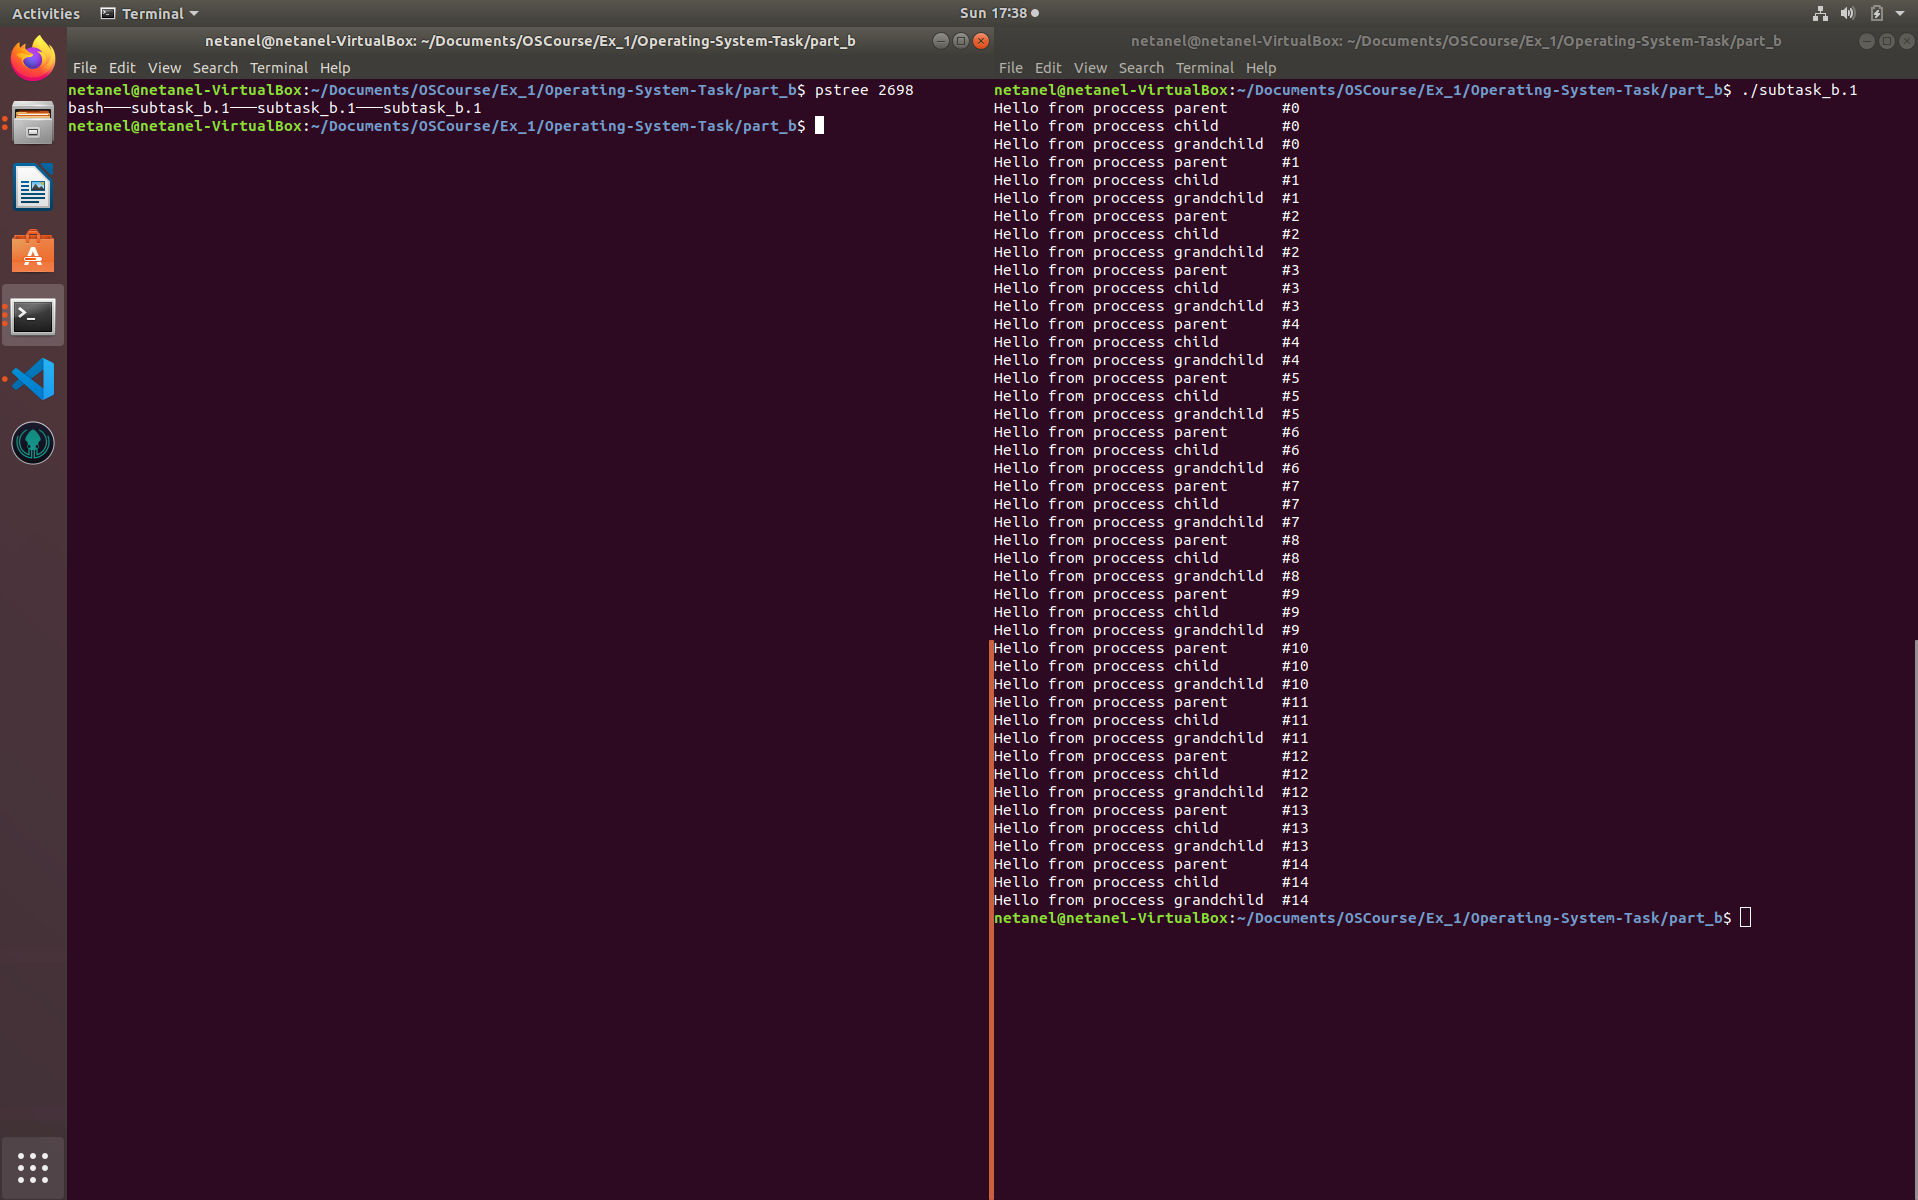 Activities Terminal Sun 17:38
netanel@netanel-VirtualBox: ~/Documents/OSCourse/Ex_1/Operating-System-Task/part_b
File Edit View Search Terminal Help
netanel@netanel-VirtualBox:~/Documents/OSCourse/Ex_1/Operating-System-Task/part_b$ pstree 2698
bash───subtask_b.1───subtask_b.1───subtask_b.1
netanel@netanel-VirtualBox:~/Documents/OSCourse/Ex_1/Operating-System-Task/part_b$
netanel@netanel-VirtualBox: ~/Documents/OSCourse/Ex_1/Operating-System-Task/part_b
File Edit View Search Terminal Help
netanel@netanel-VirtualBox:~/Documents/OSCourse/Ex_1/Operating-System-Task/part_b$ ./subtask_b.1
Hello from proccess parent #0
Hello from proccess child #0
Hello from proccess grandchild #0
Hello from proccess parent #1
Hello from proccess child #1
Hello from proccess grandchild #1
Hello from proccess parent #2
Hello from proccess child #2
Hello from proccess grandchild #2
Hello from proccess parent #3
Hello from proccess child #3
Hello from proccess grandchild #3
Hello from proccess parent #4
Hello from proccess child #4
Hello from proccess grandchild #4
Hello from proccess parent #5
Hello from proccess child #5
Hello from proccess grandchild #5
Hello from proccess parent #6
Hello from proccess child #6
Hello from proccess grandchild #6
Hello from proccess parent #7
Hello from proccess child #7
Hello from proccess grandchild #7
Hello from proccess parent #8
Hello from proccess child #8
Hello from proccess grandchild #8
Hello from proccess parent #9
Hello from proccess child #9
Hello from proccess grandchild #9
Hello from proccess parent #10
Hello from proccess child #10
Hello from proccess grandchild #10
Hello from proccess parent #11
Hello from proccess child #11
Hello from proccess grandchild #11
Hello from proccess parent #12
Hello from proccess child #12
Hello from proccess grandchild #12
Hello from proccess parent #13
Hello from proccess child #13
Hello from proccess grandchild #13
Hello from proccess parent #14
Hello from proccess child #14
Hello from proccess grandchild #14
netanel@netanel-VirtualBox:~/Documents/OSCourse/Ex_1/Operating-System-Task/part_b$